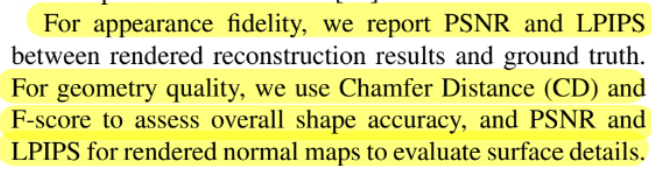 For appearance fidelity, we report PSNR and LPIPS
between rendered reconstruction results and ground truth.
For geometry quality, we use Chamfer Distance (CD) and
F-score to assess overall shape accuracy, and PSNR and
LPIPS for rendered normal maps to evaluate surface details.